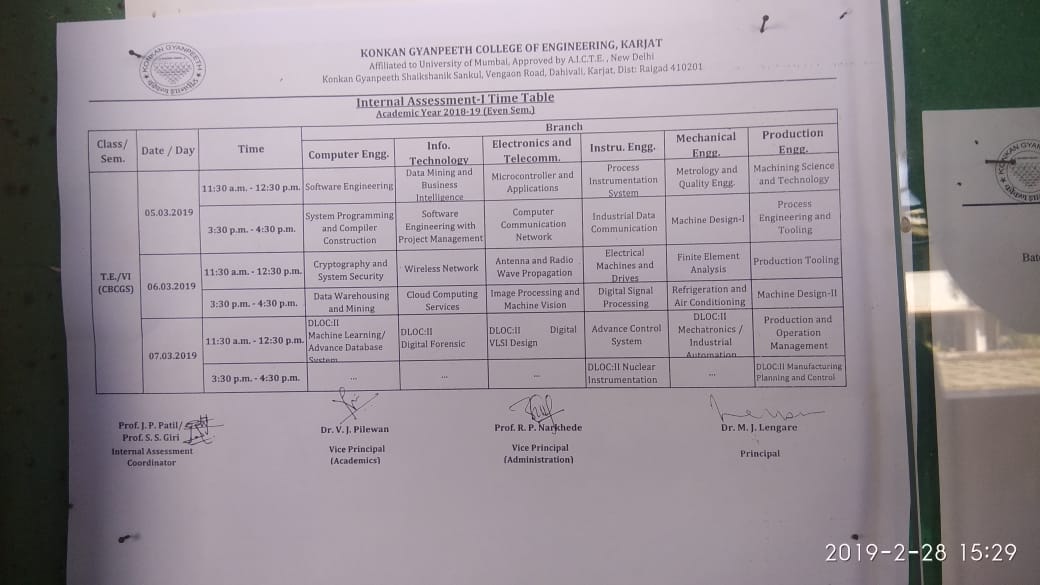 KONKAN GYANPEETH
KONKAN GYANPEETH COLLEGE OF ENGINEERING, KARJAT
Affiliated to University of Mumbai, Approved by A.I.C.T.E. , New Delhi
Konkan Gyanpeeth Shaikshanik Sankul, Vengaon Road, Dahivali, Karjat, Dist: Raigad 410201
Internal Assessment-I Time Table
Academic Year 2018-19 (Even Sem.)
Class/
Sem.
Date / Day
Time
Branch
Computer Engg.
Info.
Technology
Electronics and
Telecomm.
Instru. Engg.
Mechanical
Engg.
Production
Engg.
T.E./VI
(CBCGS)
05.03.2019
11:30 a.m. - 12:30 p.m.
Software Engineering
Data Mining and
Business
Intelligence
Microcontroller and
Applications
Process
Instrumentation
System
Metrology and
Quality Engg.
Machining Science
and Technology
3:30 p.m. - 4:30 p.m.
System Programming
and Compiler
Construction
Software
Engineering with
Project Management
Computer
Communication
Network
Industrial Data
Communication
Machine Design-I
Process
Engineering and
Tooling
06.03.2019
11:30 a.m. - 12:30 p.m.
Cryptography and
System Security
Wireless Network
Antenna and Radio
Wave Propagation
Electrical
Machines and
Drives
Finite Element
Analysis
Production Tooling
3:30 p.m. - 4:30 p.m.
Data Warehousing
and Mining
Cloud Computing
Services
Image Processing and
Machine Vision
Digital Signal
Processing
Refrigeration and
Air Conditioning
Machine Design-II
07.03.2019
11:30 a.m. - 12:30 p.m.
DLOC:II
Machine Learning/
Advance Database
System
DLOC:II
Digital Forensic
DLOC:II Digital
VLSI Design
Advance Control
System
DLOC:II
Mechatronics /
Industrial
Automation
Production and
Operation
Management
3:30 p.m. - 4:30 p.m.
...
...
...
DLOC:II Nuclear
Instrumentation
...
DLOC:II Manufacturing
Planning and Control
Prof. J. P. Patil/
Prof. S. S. Giri
Internal Assessment
Coordinator
Dr. V. J. Pilewan
Vice Principal
(Academics)
Prof. R. P. Narkhede
Vice Principal
(Administration)
Dr. M. J. Lengare
Principal
2019-2-28 15:29